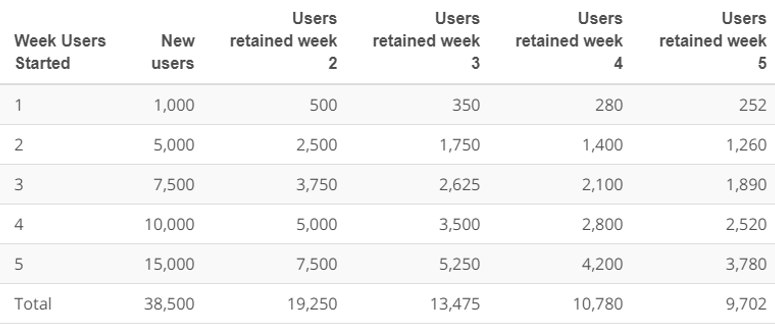 Week Users Started New users Users retained week 2 Users retained week 3 Users retained week 4 Users retained week 5
1 1,000 500 350 280 252
2 5,000 2,500 1,750 1,400 1,260
3 7,500 3,750 2,625 2,100 1,890
4 10,000 5,000 3,500 2,800 2,520
5 15,000 7,500 5,250 4,200 3,780
Total 38,500 19,250 13,475 10,780 9,702